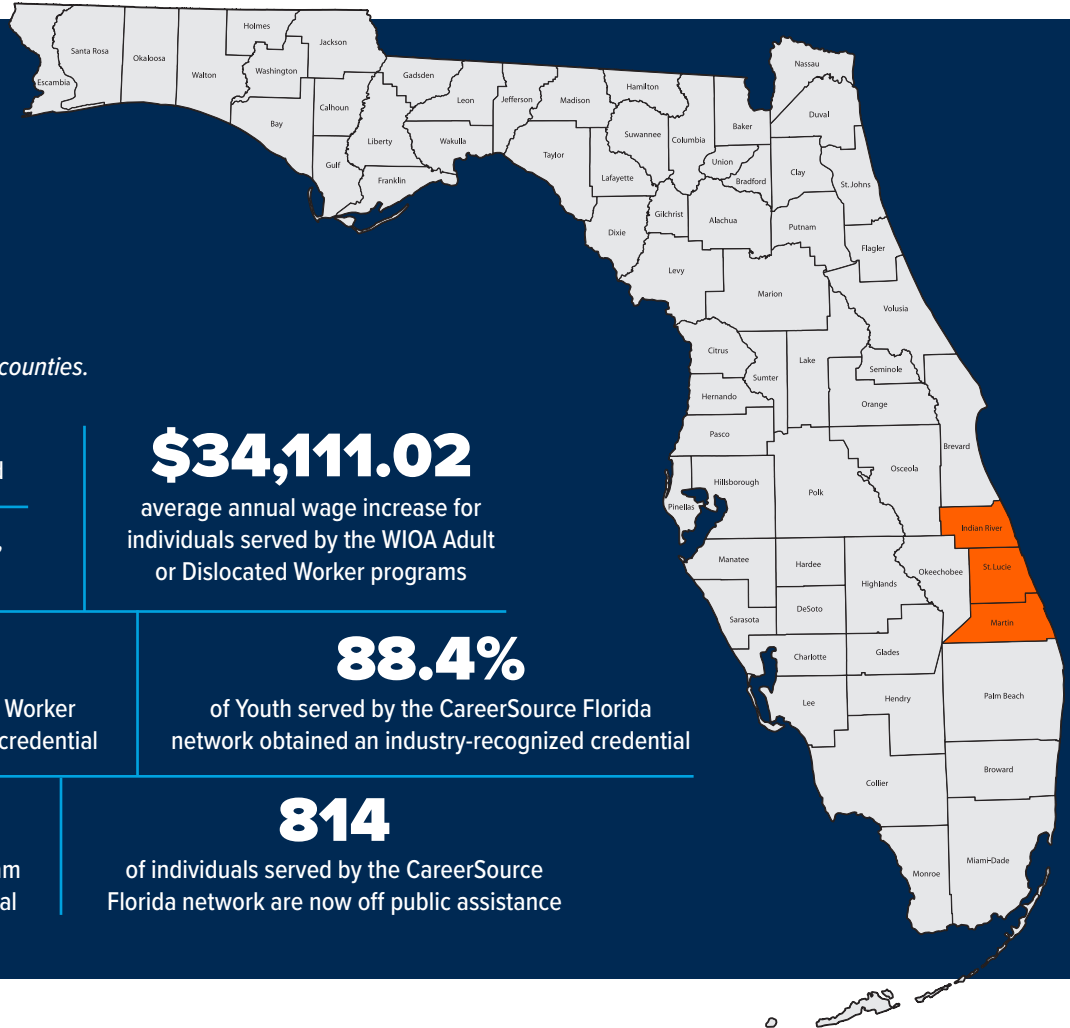 Holmes
Jackson
Santa Rosa
Okaloosa
Walton
Washington
Escambia
Bay
Calhoun
Gulf
Liberty
Gadsden
Leon
Wakulla
Franklin
Jefferson
Madison
Taylor
Hamilton
Suwannee
Lafayette
Dixie
Columbia
Baker
Union
Bradford
Gilchrist
Alachua
Levy
Nassau
Duval
Clay
St. Johns
Putnam
Flagler
Marion
Volusia
Citrus
Sumter
Lake
Seminole
Hernando
Orange
Pasco
Brevard
Osceola
Hillsborough
Polk
Pinellas
Indian River
Manatee
Hardee
Okeechobee
St. Lucie
Highlands
DeSoto
Sarasota
Martin
Charlotte
Glades
Lee
Hendry
Palm Beach
Collier
Broward
Monroe
Miami-Dade
counties.
$34,111.02
average annual wage increase for
individuals served by the WIOA Adult
or Dislocated Worker programs
Worker
credential
88.4%
of Youth served by the CareerSource Florida
network obtained an industry-recognized credential
814
of individuals served by the CareerSource
Florida network are now off public assistance